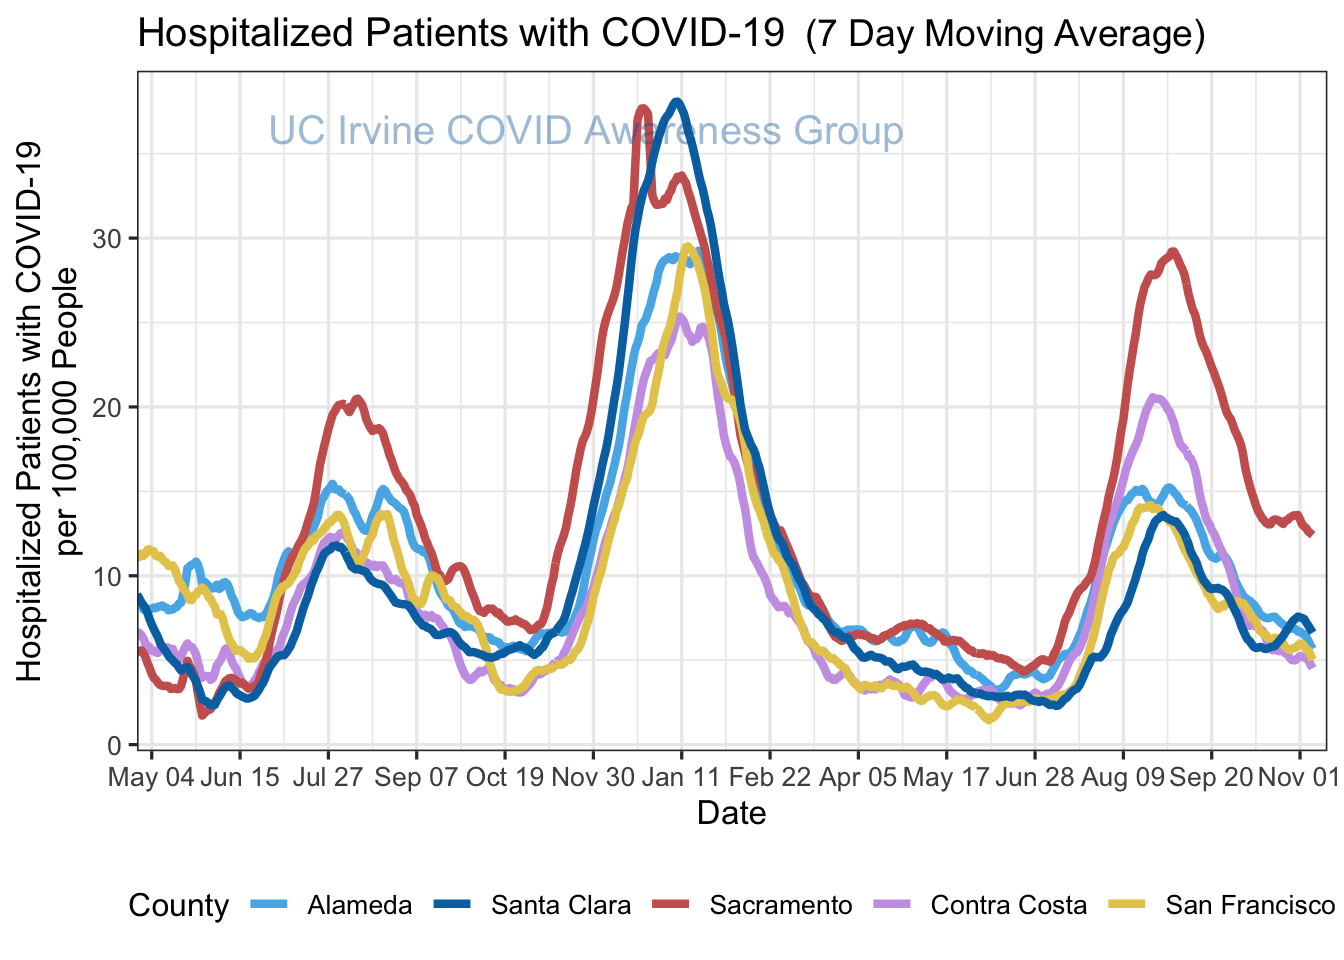 Hospitalized Patients with COVID-19  (7 Day Moving Average)
UC Irvine COVID Awareness Group
Hospitalized Patients with COVID-19
per 100,000 People
30
20
10
0
May 04 Jun 15 Jul 27 Sep 07 Oct 19 Nov 30 Jan 11 Feb 22 Apr 05 May 17 Jun 28 Aug 09 Sep 20 Nov 01
Date
County Alameda Santa Clara Sacramento Contra Costa San Francisco